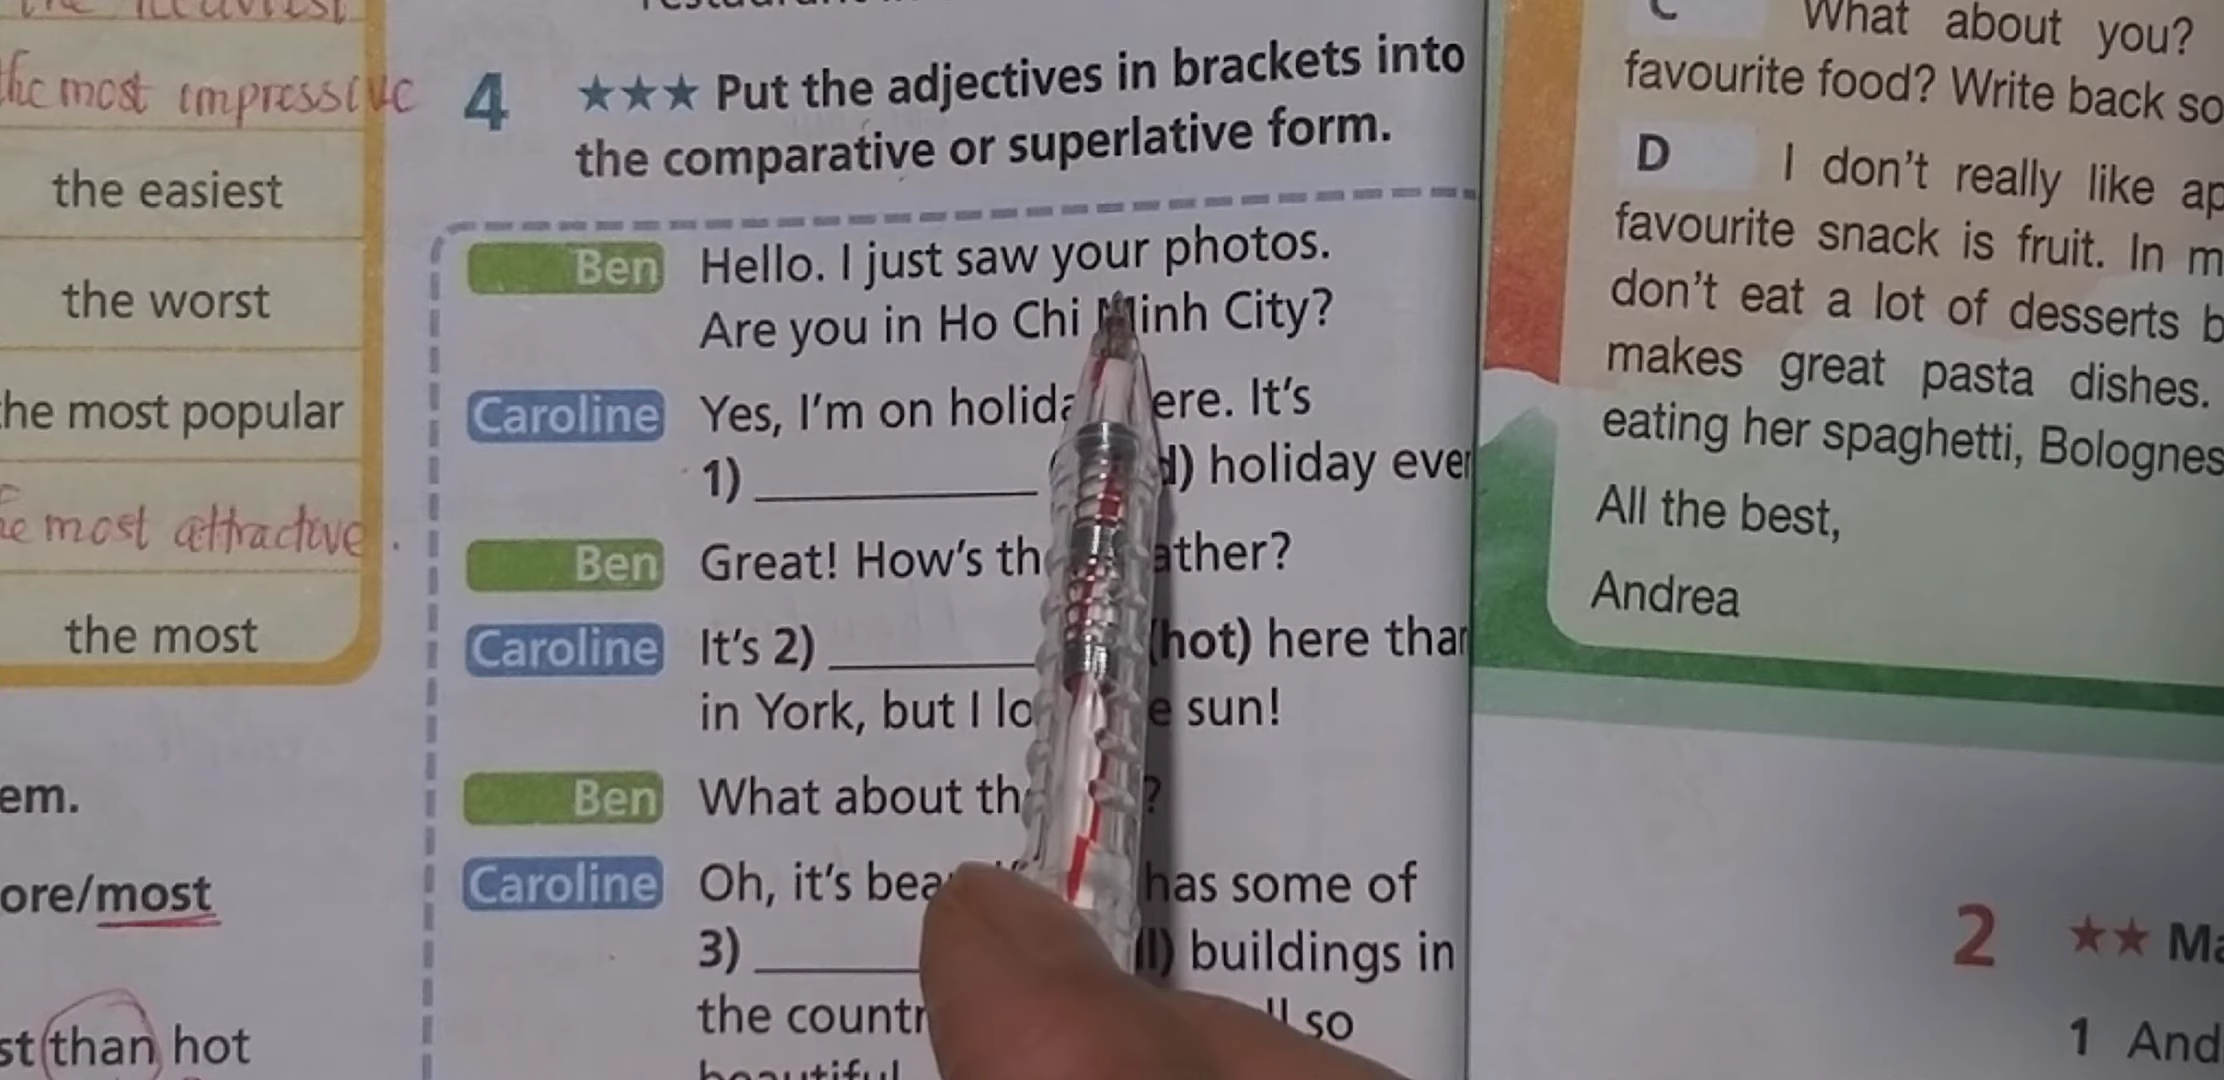 the most impressive
the easiest
the worst
the most popular
most attractive.
the most
em.
ore/most
st than hot
4 ★★★ Put the adjectives in brackets into
the comparative or superlative form.
Ben Hello. I just saw your photos.
Are you in Ho Chi Minh City?
Caroline Yes, I'm on holida ere. It's
1) ____________ d) holiday ever
Ben Great! How's th ather?
Caroline It's 2) _________ (hot) here than
in York, but I lo e sun!
Ben What about th ?
Caroline Oh, it's bea has some of
3) _______ l) buildings in
the countr ll so
beautiful
C What about you?
favourite food? Write back so
D I don't really like ap
favourite snack is fruit. In m
don't eat a lot of desserts b
makes great pasta dishes.
eating her spaghetti, Bolognes
All the best,
Andrea
2 ★★ Ma
1 And